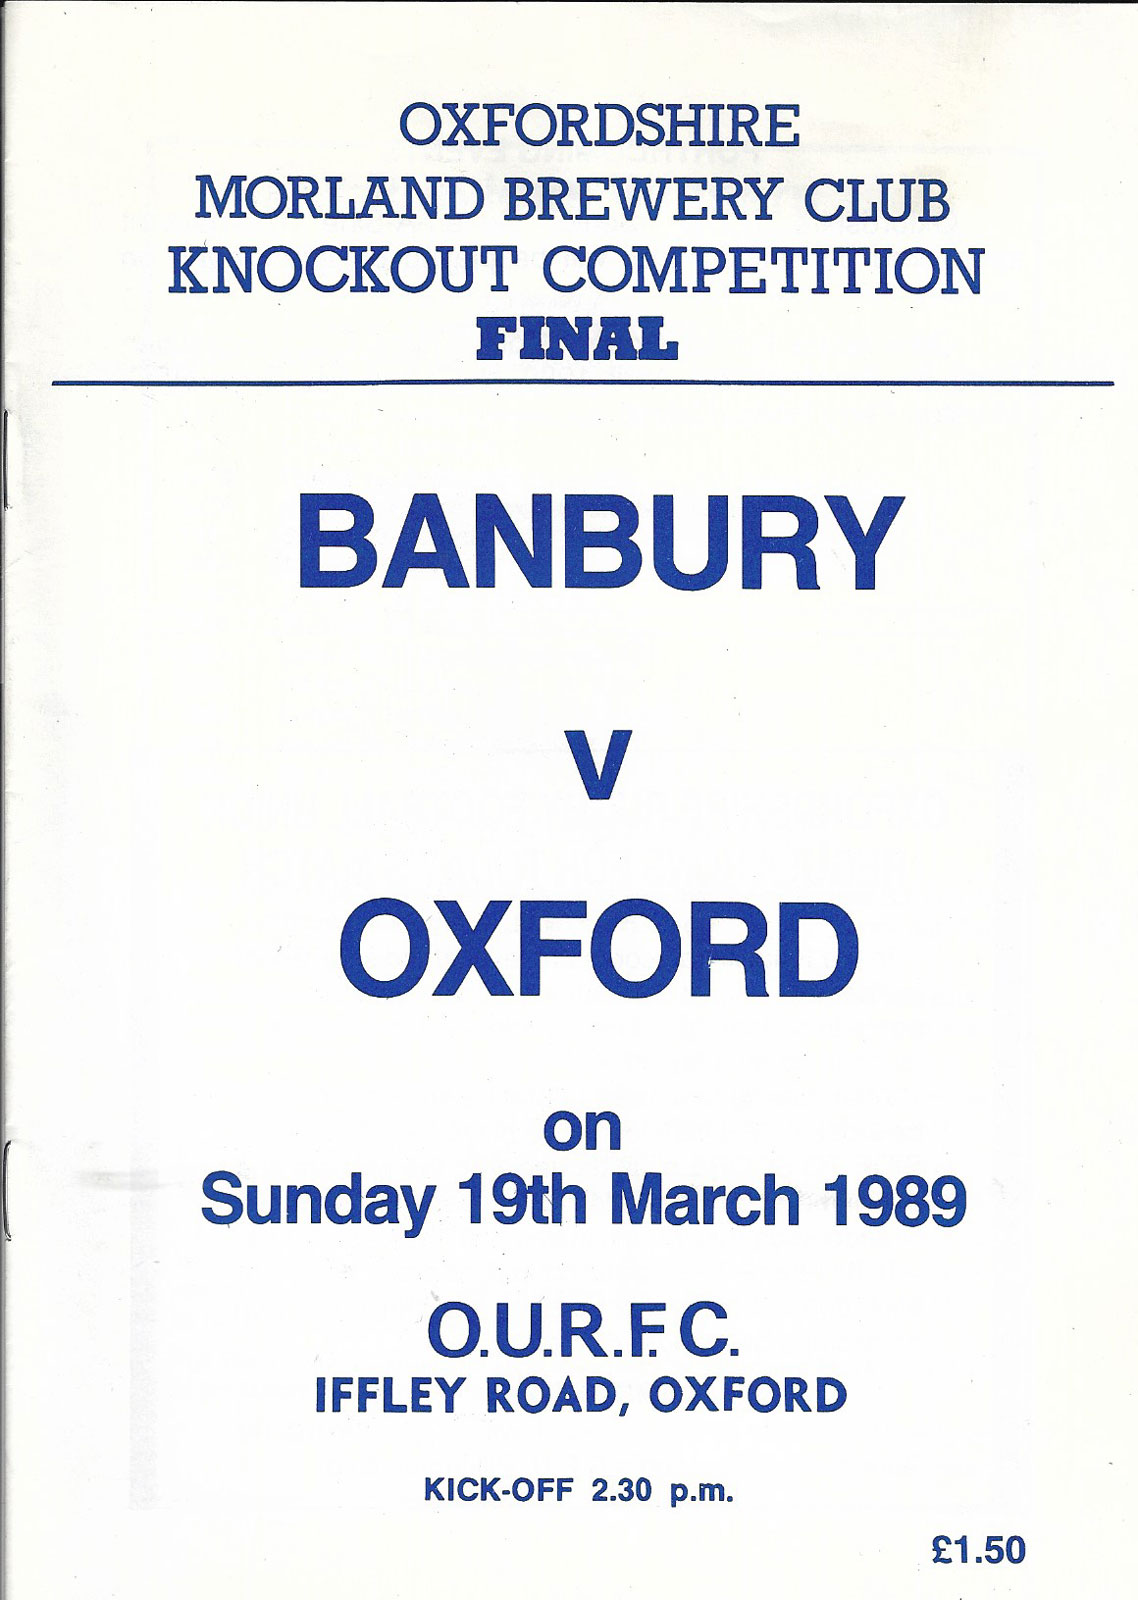 OXFORDSHIRE
MORLAND BREWERY CLUB
KNOCKOUT COMPETITION
FINAL
BANBURY
v
OXFORD
on
Sunday 19th March 1989
O.U.R.F.C.
IFFLEY ROAD, OXFORD
KICK-OFF 2.30 p.m.
£1.50